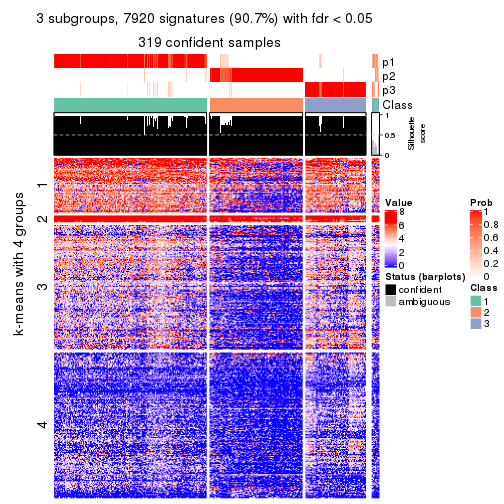 3 subgroups, 7920 signatures (90.7%) with fdr < 0.05
319 confident samples
p1
p2
p3
Class
1
0.5
0
Silhouette
score
k-means with 4 groups
1
2
3
4
Value
8
6
4
2
0
Status (barplots)
confident
ambiguous
Prob
1
0.8
0.6
0.4
0.2
0
Class
1
2
3